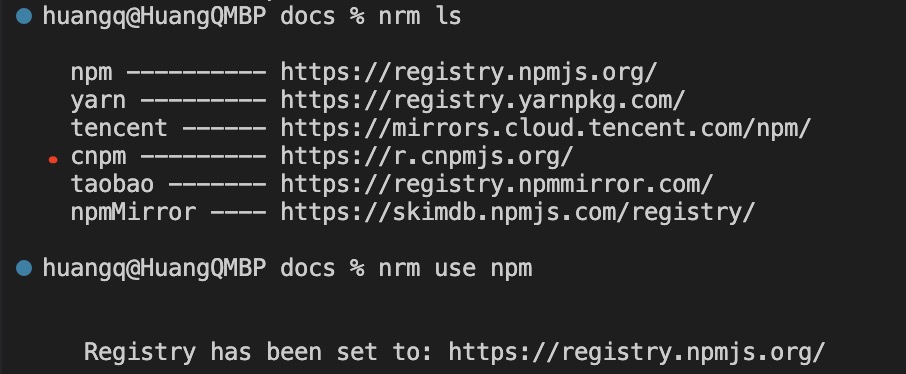 huangq@HuangQMBP docs % nrm ls
npm ---------- https://registry.npmjs.org/
yarn --------- https://registry.yarnpkg.com/
tencent ------ https://mirrors.cloud.tencent.com/npm/
cnpm --------- https://r.cnpmjs.org/
taobao ------- https://registry.npmmirror.com/
npmMirror ---- https://skimdb.npmjs.com/registry/
huangq@HuangQMBP docs % nrm use npm
Registry has been set to: https://registry.npmjs.org/